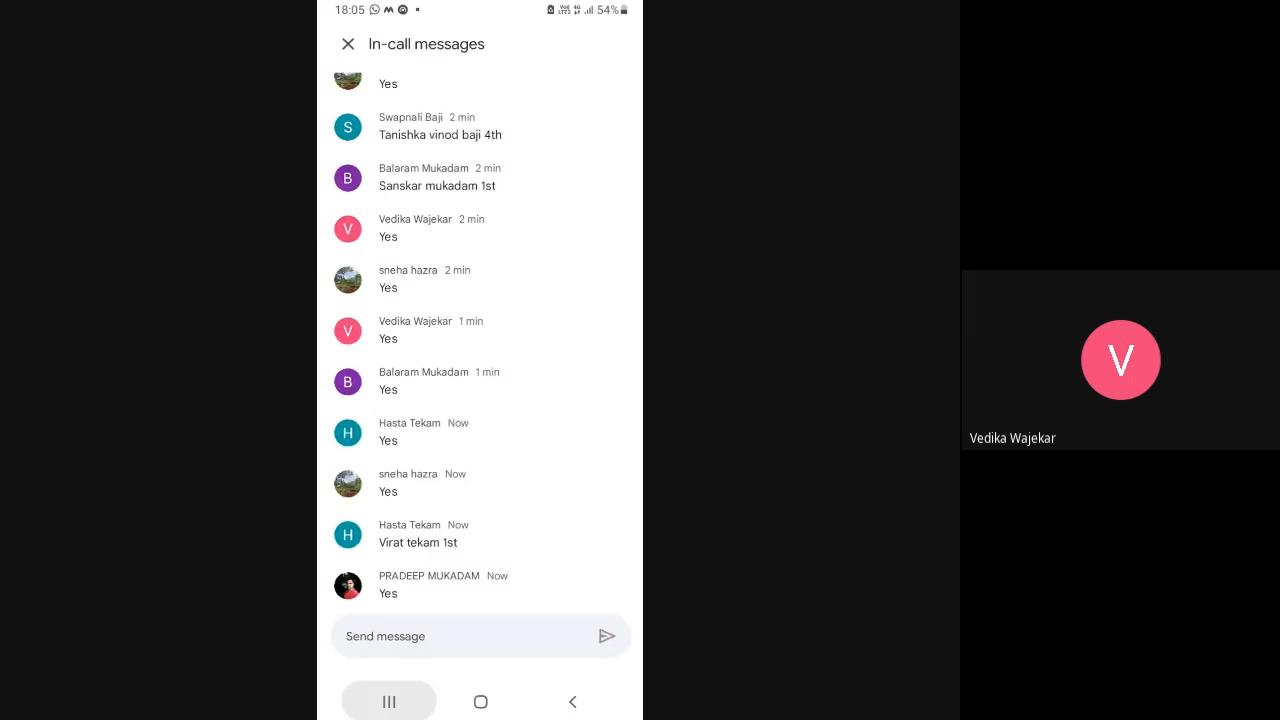 18:05
54%
In-call messages
Yes
S
Swapnali Baji 2 min
Tanishka vinod baji 4th
B
Balaram Mukadam 2 min
Sanskar mukadam 1st
V
Vedika Wajekar 2 min
Yes
sneha hazra 2 min
Yes
V
Vedika Wajekar 1 min
Yes
B
Balaram Mukadam 1 min
Yes
H
Hasta Tekam Now
Yes
sneha hazra Now
Yes
H
Hasta Tekam Now
Virat tekam 1st
PRADEEP MUKADAM Now
Yes
Send message
V
Vedika Wajekar